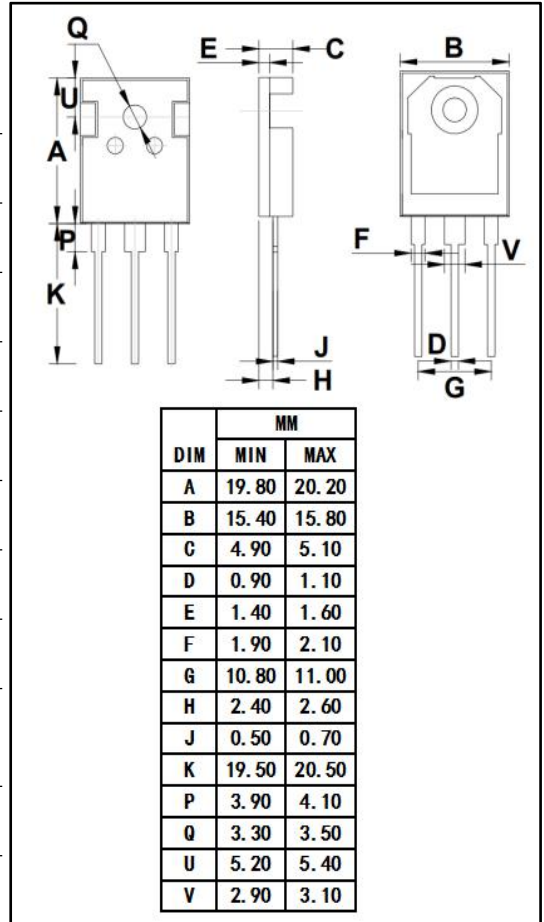 Q
E
C
B
U
A
P
K
F
V
J
H
D
G
MM
DIM MIN MAX
A 19.80 20.20
B 15.40 15.80
C 4.90 5.10
D 0.90 1.10
E 1.40 1.60
F 1.90 2.10
G 10.80 11.00
H 2.40 2.60
J 0.50 0.70
K 19.50 20.50
P 3.90 4.10
Q 3.30 3.50
U 5.20 5.40
V 2.90 3.10